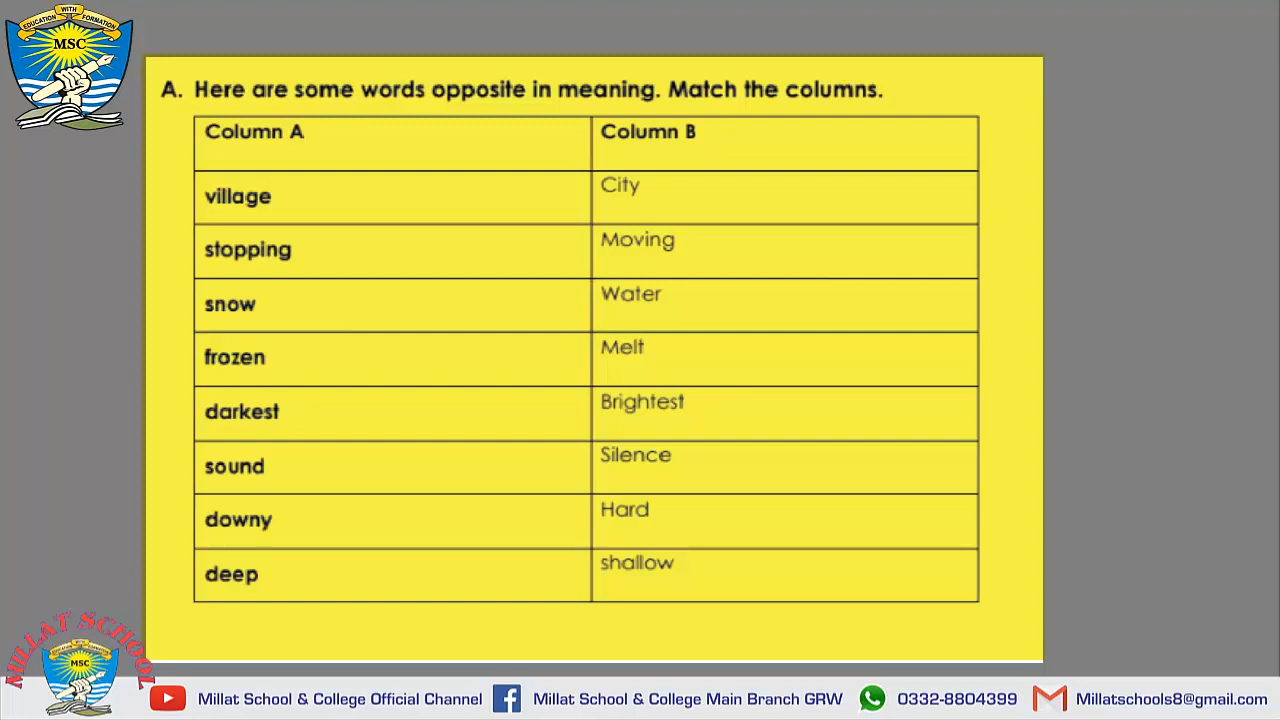 EDUCATION WITH FORMATION
MSC
A. Here are some words opposite in meaning. Match the columns.
Column A Column B
village City
stopping Moving
snow Water
frozen Melt
darkest Brightest
sound Silence
downy Hard
deep shallow
MILLAT SCHOOL
MSC
Millat School & College Official Channel Millat School & College Main Branch GRW 0332-8804399 Millatschools8@gmail.com